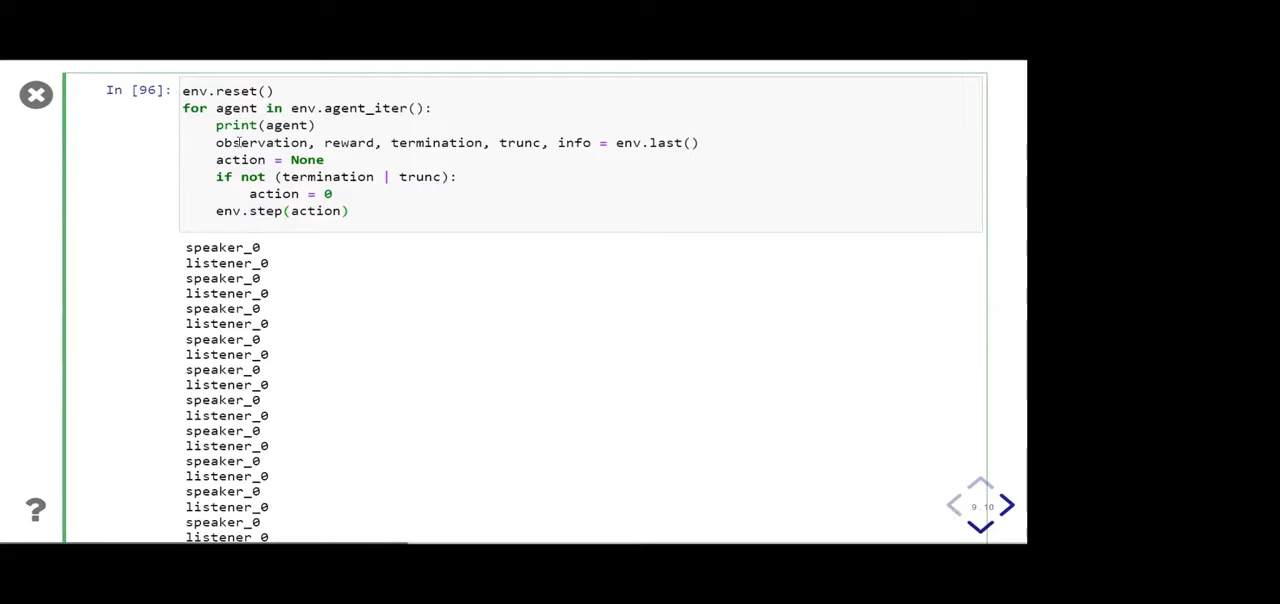 In [96]:
env.reset()
for agent in env.agent_iter():
    print(agent)
    observation, reward, termination, trunc, info = env.last()
    action = None
    if not (termination | trunc):
        action = 0
    env.step(action)
speaker_0
listener_0
speaker_0
listener_0
speaker_0
listener_0
speaker_0
listener_0
speaker_0
listener_0
speaker_0
listener_0
speaker_0
listener_0
speaker_0
listener_0
speaker_0
listener_0
speaker_0
listener_0
?
9.10